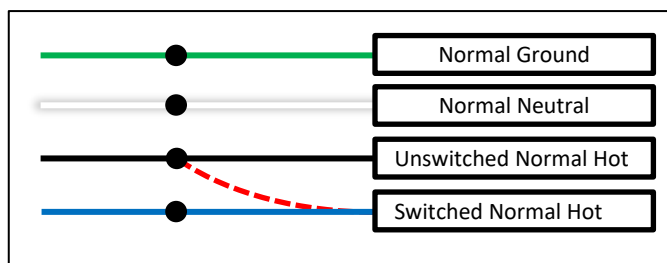 Normal Ground
Normal Neutral
Unswitched Normal Hot
Switched Normal Hot